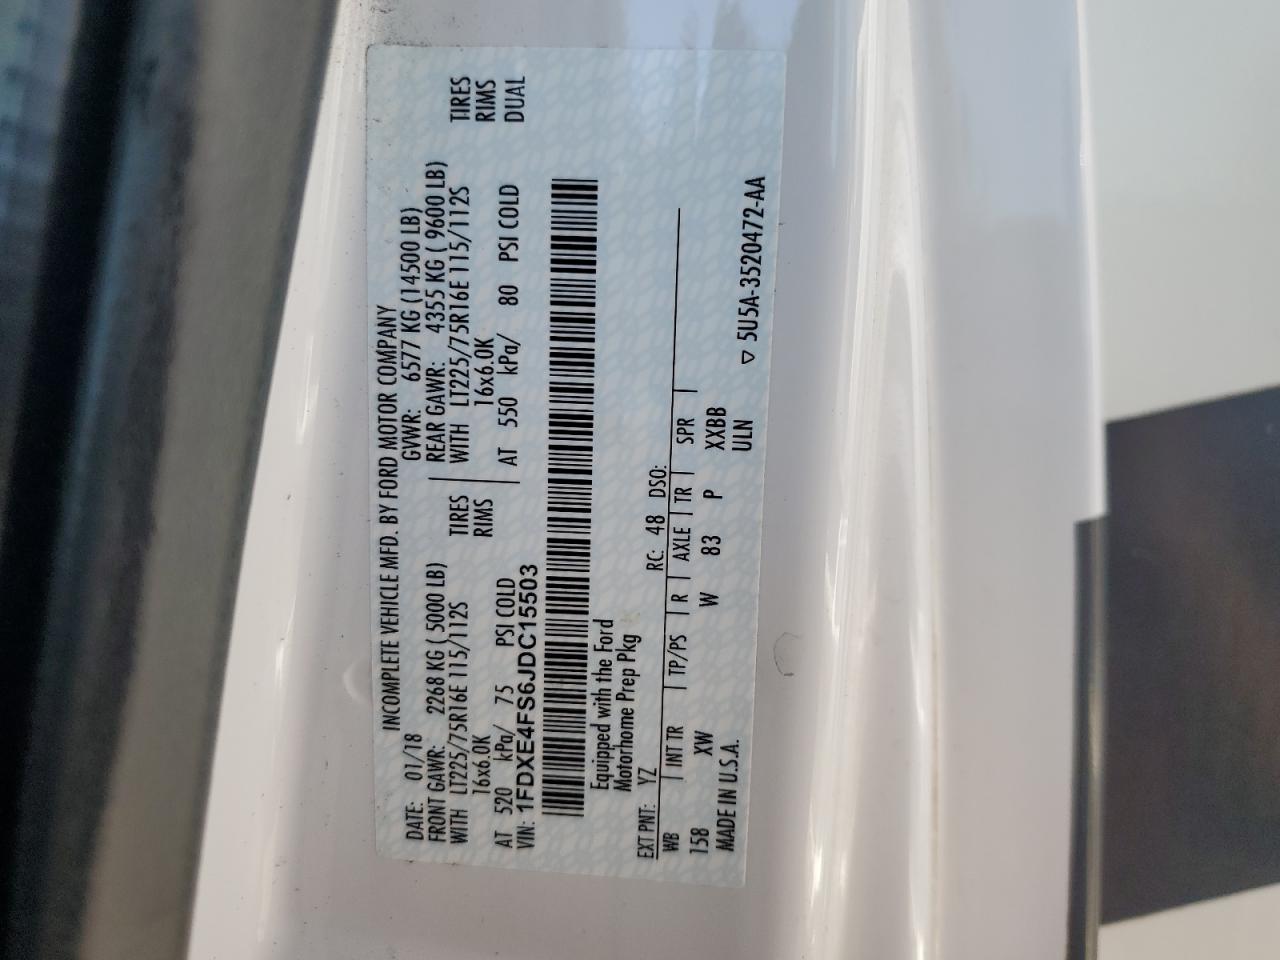 INCOMPLETE VEHICLE MFD. BY FORD MOTOR COMPANY
DATE: 01/18 GVWR: 6577 KG (14500 LB)
FRONT GAWR: 2268 KG ( 5000 LB) REAR GAWR: 4355 KG ( 9600 LB)
WITH LT225/75R16E 115/112S TIRES WITH LT225/75R16E 115/112S TIRES
16x6.0K RIMS 16x6.0K RIMS
AT 520 kPa/ 75 PSI COLD AT 550 kPa/ 80 PSI COLD DUAL
VIN: 1FDXE4FS6JDC15503
Equipped with the Ford
Motorhome Prep Pkg
EXT PNT: YZ RC: 48 DSO:
WB INT TR TP/PS R AXLE TR SPR
158 XW W 83 P XXBB
MADE IN U.S.A. ULN
▽ 5U5A-3520472-AA